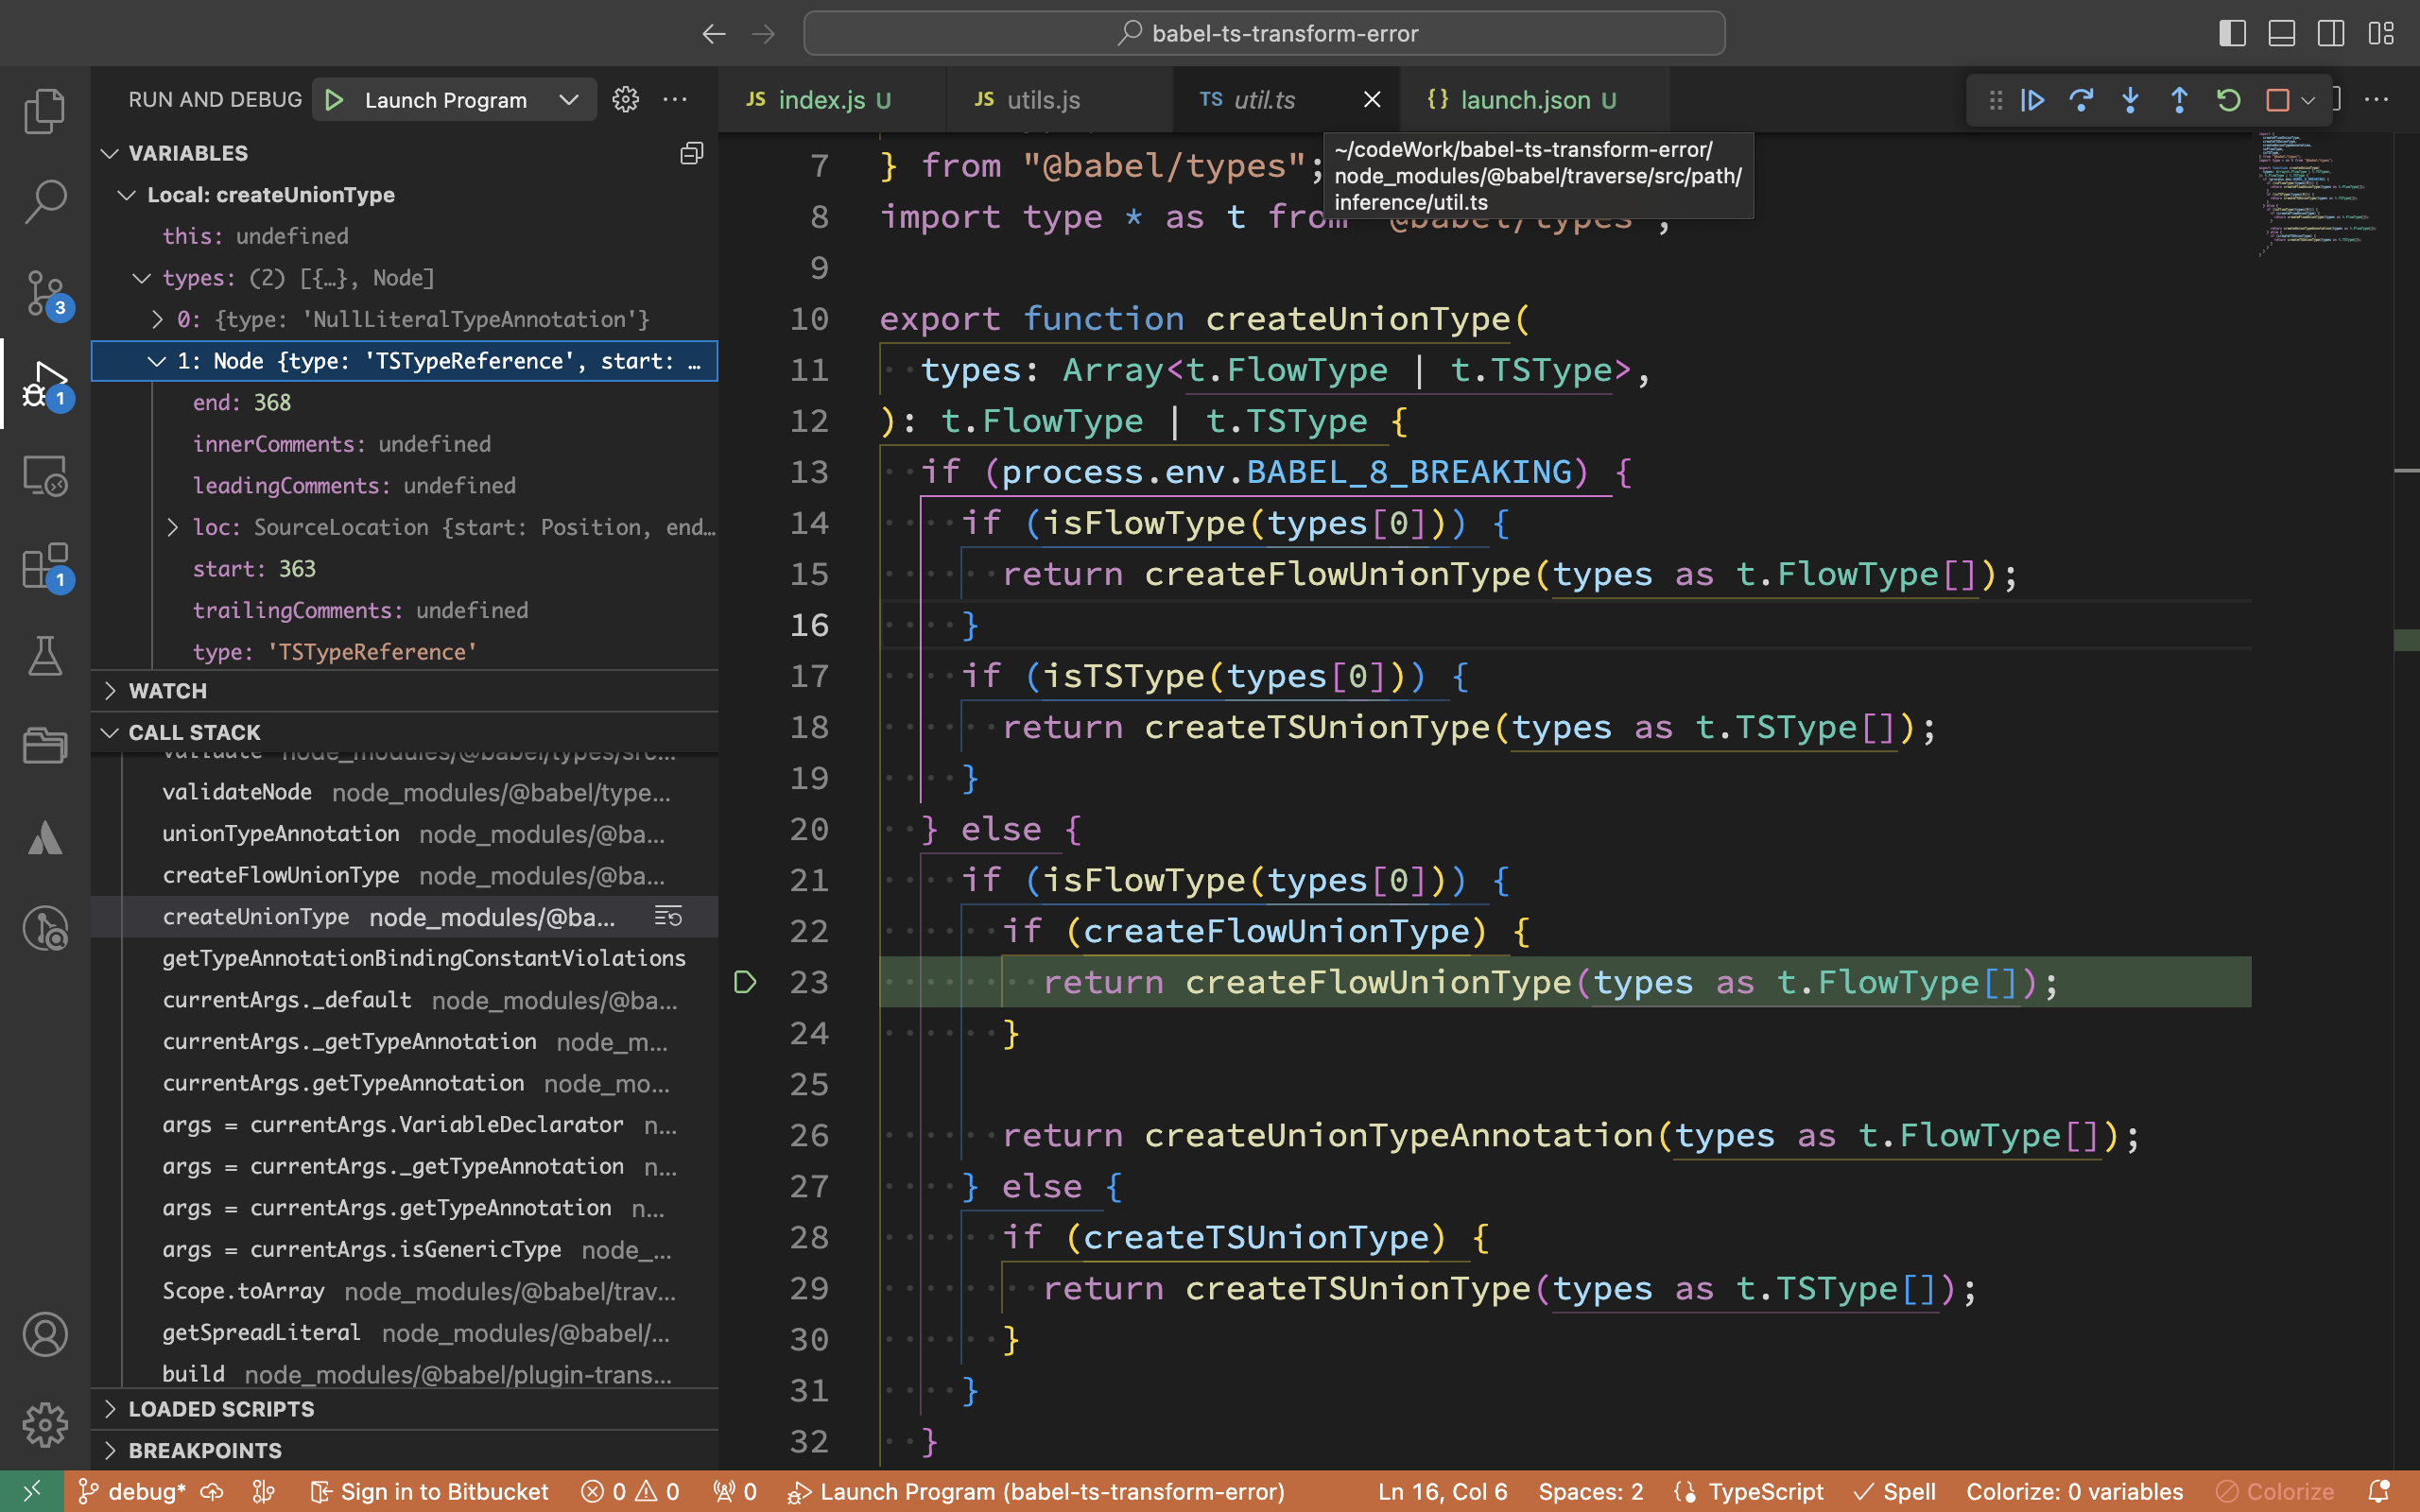 babel-ts-transform-error
RUN AND DEBUG
Launch Program
VARIABLES
Local: createUnionType
this: undefined
types: (2) [{…}, Node]
0: {type: 'NullLiteralTypeAnnotation'}
1: Node {type: 'TSTypeReference', start: …
end: 368
innerComments: undefined
leadingComments: undefined
loc: SourceLocation {start: Position, end…
start: 363
trailingComments: undefined
type: 'TSTypeReference'
WATCH
CALL STACK
validate node_modules/@babel/types/src...
validateNode node_modules/@babel/type...
unionTypeAnnotation node_modules/@ba...
createFlowUnionType node_modules/@ba...
createUnionType node_modules/@ba...
getTypeAnnotationBindingConstantViolations
currentArgs._default node_modules/@ba...
currentArgs._getTypeAnnotation node_m...
currentArgs.getTypeAnnotation node_mo...
args = currentArgs.VariableDeclarator n...
args = currentArgs._getTypeAnnotation n...
args = currentArgs.getTypeAnnotation n...
args = currentArgs.isGenericType node_...
Scope.toArray node_modules/@babel/trav...
getSpreadLiteral node_modules/@babel/...
build node_modules/@babel/plugin-trans...
LOADED SCRIPTS
BREAKPOINTS
3
1
1
JS index.js U
JS utils.js
TS util.ts
{} launch.json U
~/codeWork/babel-ts-transform-error/
node_modules/@babel/traverse/src/path/
inference/util.ts
7 } from "@babel/types";
8 import type * as t from "@babel/types";
9
10 export function createUnionType(
11 types: Array<t.FlowType | t.TSType>,
12 ): t.FlowType | t.TSType {
13 if (process.env.BABEL_8_BREAKING) {
14 if (isFlowType(types[0])) {
15 return createFlowUnionType(types as t.FlowType[]);
16 }
17 if (isTSType(types[0])) {
18 return createTSUnionType(types as t.TSType[]);
19 }
20 } else {
21 if (isFlowType(types[0])) {
22 if (createFlowUnionType) {
23 return createFlowUnionType(types as t.FlowType[]);
24 }
25
26 return createUnionTypeAnnotation(types as t.FlowType[]);
27 } else {
28 if (createTSUnionType) {
29 return createTSUnionType(types as t.TSType[]);
30 }
31 }
32 }
debug* Sign in to Bitbucket 0 0 0 Launch Program (babel-ts-transform-error) Ln 16, Col 6 Spaces: 2 TypeScript Spell Colorize: 0 variables Colorize